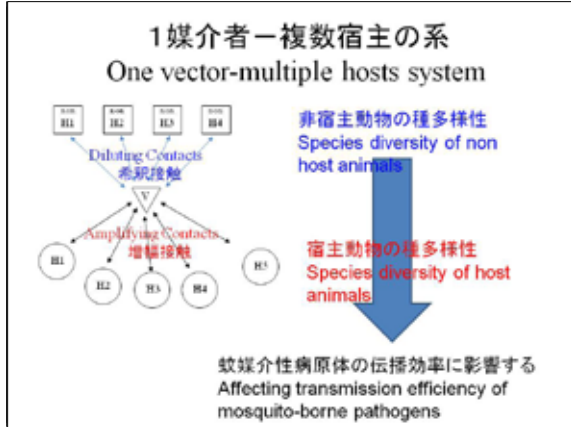 1媒介者ー複数宿主の系
One vector-multiple hosts system
H1 H2 H3 H4
Diluting Contacts
希釈接触
V
Amplifying Contacts
増幅接触
H1 H2 H3 H4 H5
非宿主動物の種多様性
Species diversity of non
host animals
宿主動物の種多様性
Species diversity of host
animals
蚊媒介性病原体の伝播効率に影響する
Affecting transmission efficiency of
mosquito-borne pathogens